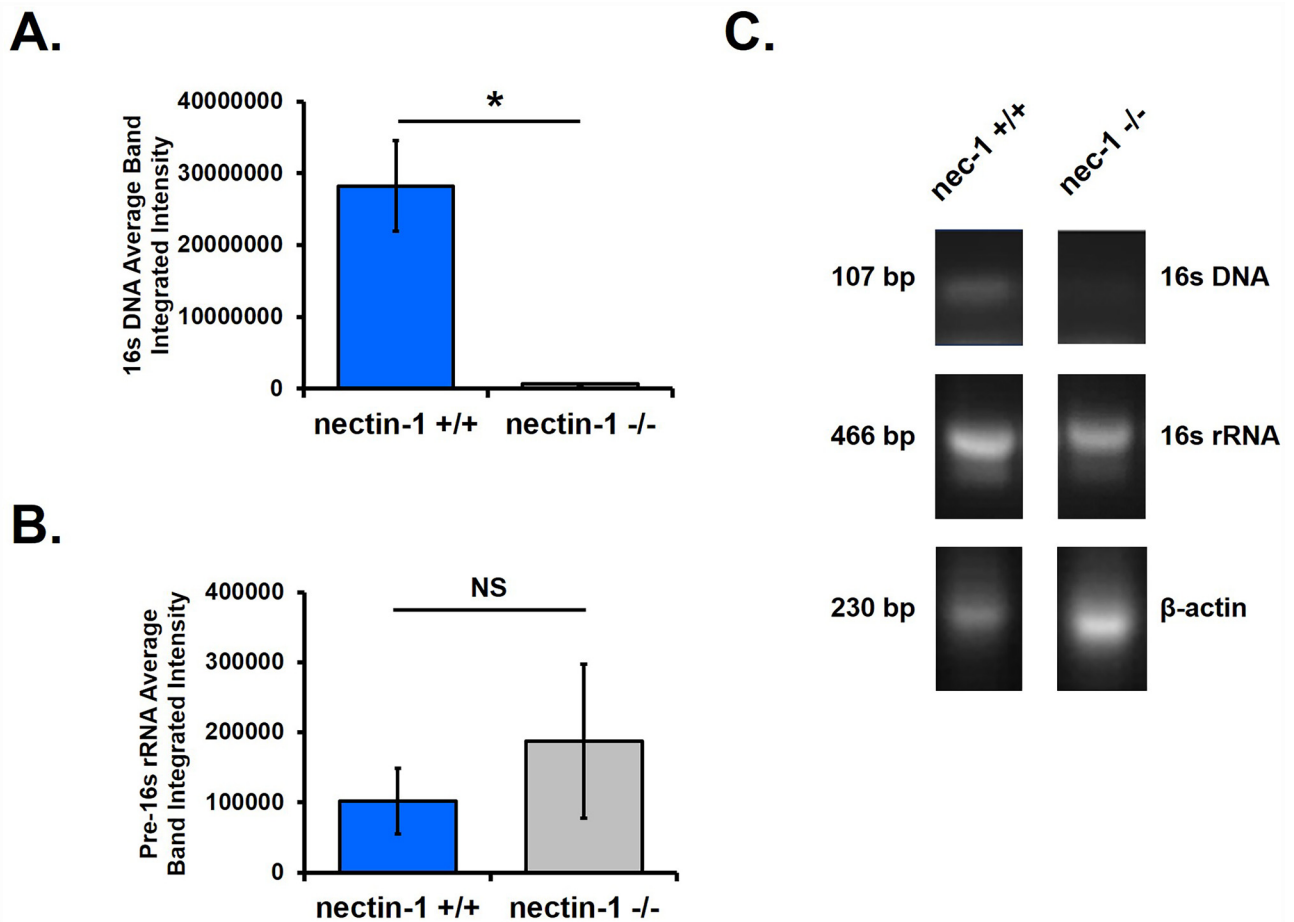 A.
16s DNA Average Band
Integrated Intensity
40000000
30000000
20000000
10000000
0
*
nectin-1 +/+
nectin-1 -/-
B.
Pre-16s rRNA Average
Band Integrated Intensity
400000
300000
200000
100000
0
NS
nectin-1 +/+
nectin-1 -/-
C.
nec-1 +/+
nec-1 -/-
107 bp
16s DNA
466 bp
16s rRNA
230 bp
β-actin